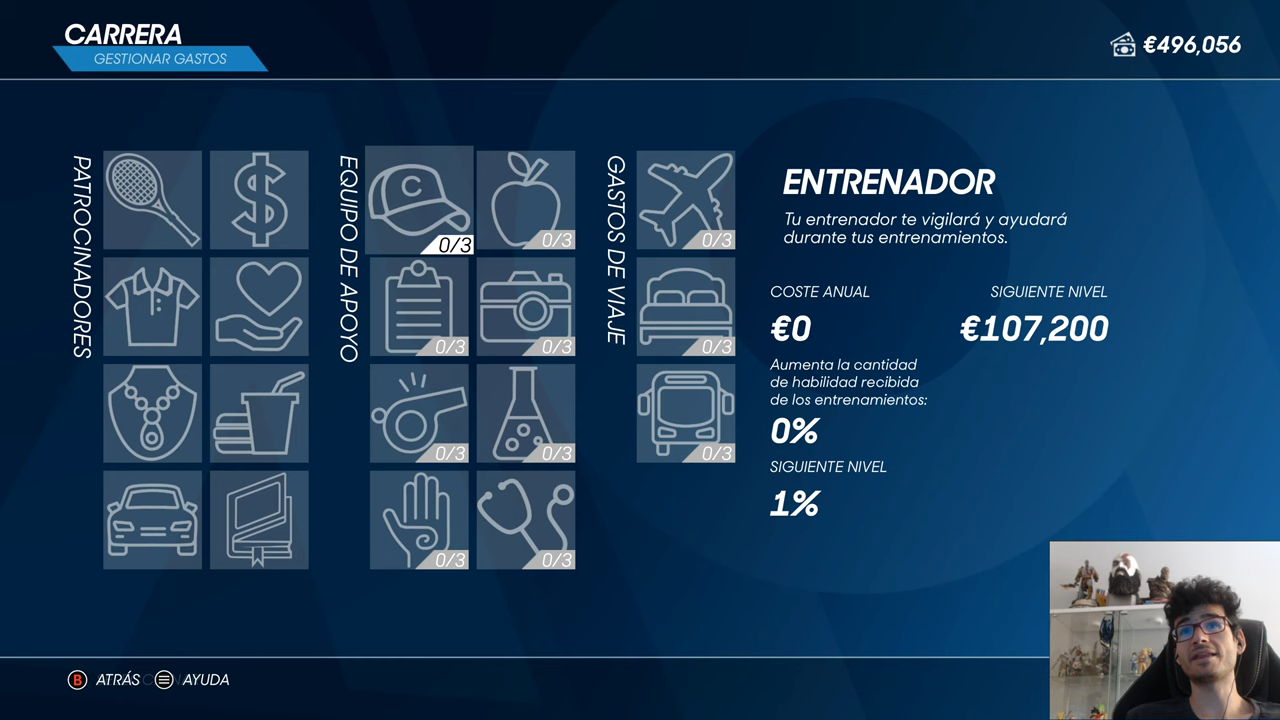 CARRERA
GESTIONAR GASTOS
€496,056
PATROCINADORES
EQUIPO DE APOYO
C
0/3
0/3
0/3
0/3
0/3
0/3
0/3
0/3
GASTOS DE VIAJE
0/3
0/3
0/3
ENTRENADOR
Tu entrenador te vigilará y ayudará
durante tus entrenamientos.
COSTE ANUAL
SIGUIENTE NIVEL
€0
€107,200
Aumenta la cantidad
de habilidad recibida
de los entrenamientos:
0%
SIGUIENTE NIVEL
1%
B ATRÁS
AYUDA